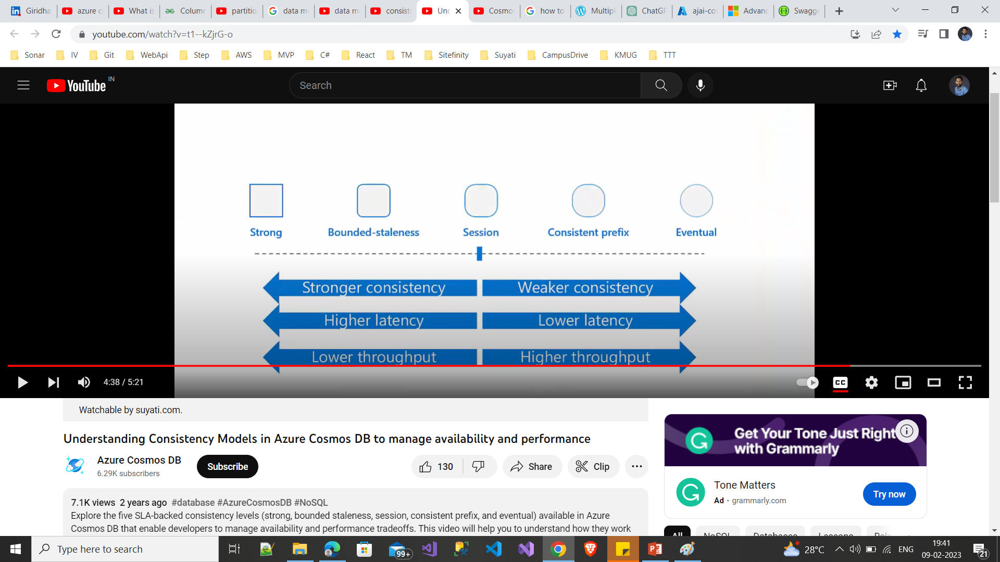 Giridha
azure c
What is
Column
partitio
data m
data m
consiste
Und
Cosmo
how to
Multipl
ChatGP
ajai-cos
Advanc
Swagge
youtube.com/watch?v=t1--kZjrG-o
Sonar
IV
Git
WebApi
Step
AWS
MVP
C#
React
TM
Sitefinity
Suyati
CampusDrive
KMUG
TTT
YouTube IN
Search
Strong
Bounded-staleness
Session
Consistent prefix
Eventual
Stronger consistency
Weaker consistency
Higher latency
Lower latency
Lower throughput
Higher throughput
4:38 / 5:21
CC
Watchable by suyati.com.
Understanding Consistency Models in Azure Cosmos DB to manage availability and performance
Azure Cosmos DB
6.29K subscribers
Subscribe
130
Share
Clip
7.1K views 2 years ago #database #AzureCosmosDB #NoSQL
Explore the five SLA-backed consistency levels (strong, bounded staleness, session, consistent prefix, and eventual) available in Azure
Cosmos DB that enable developers to manage availability and performance tradeoffs. This video will help you to understand how they work
Get Your Tone Just Right
with Grammarly
Tone Matters
Ad · grammarly.com
Try now
All
NoSQL
Databases
Lessons
Type here to search
99+
28°C
ENG
19:41
09-02-2023
21